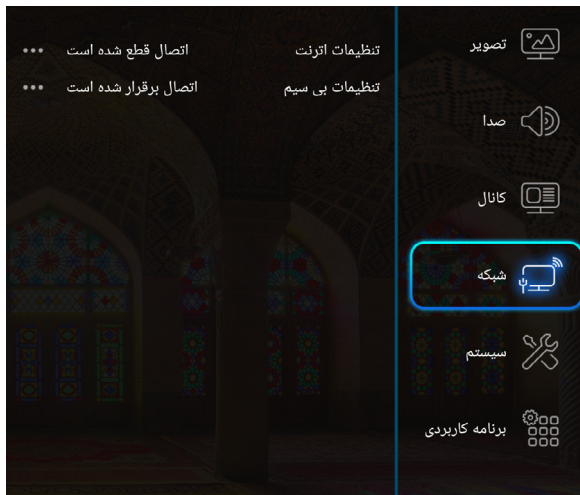 تصویر
صدا
کانال
شبکه
سیستم
برنامه کاربردی
تنظیمات اترنت اتصال قطع شده است
تنظیمات بی سیم اتصال برقرار شده است